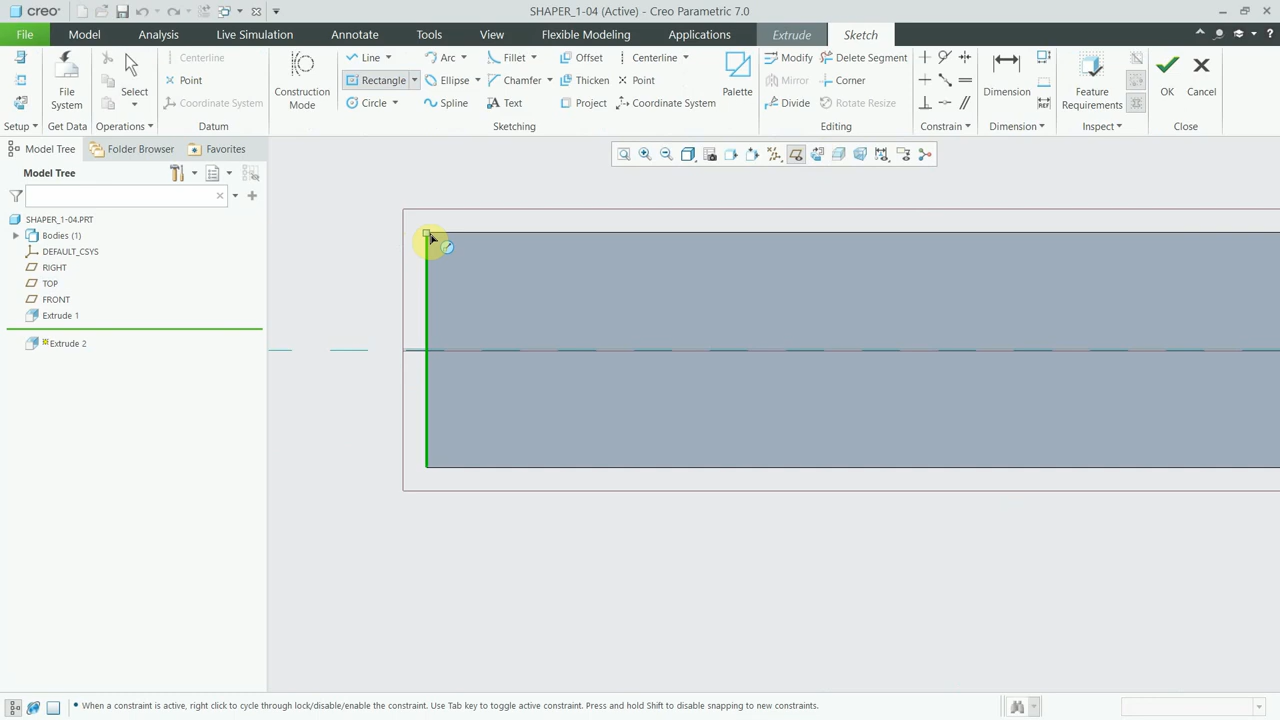 creo
SHAPER_1-04 (Active) - Creo Parametric 7.0
File
Model
Analysis
Live Simulation
Annotate
Tools
View
Flexible Modeling
Applications
Extrude
Sketch
Line
Arc
Fillet
Offset
Centerline
Rectangle
Ellipse
Chamfer
Thicken
Point
Circle
Spline
Text
Project
Coordinate System
Centerline
Point
Coordinate System
File System
Select
Construction Mode
Palette
Modify
Delete Segment
Mirror
Corner
Divide
Rotate Resize
Dimension
REF
Feature Requirements
OK
Cancel
Setup
Get Data
Operations
Datum
Sketching
Editing
Constrain
Dimension
Inspect
Close
Model Tree
Folder Browser
Favorites
Model Tree
SHAPER_1-04.PRT
Bodies (1)
DEFAULT_CSYS
RIGHT
TOP
FRONT
Extrude 1
Extrude 2
• When a constraint is active, right click to cycle through lock/disable/enable the constraint. Use Tab key to toggle active constraint. Press and hold Shift to disable snapping to new constraints.